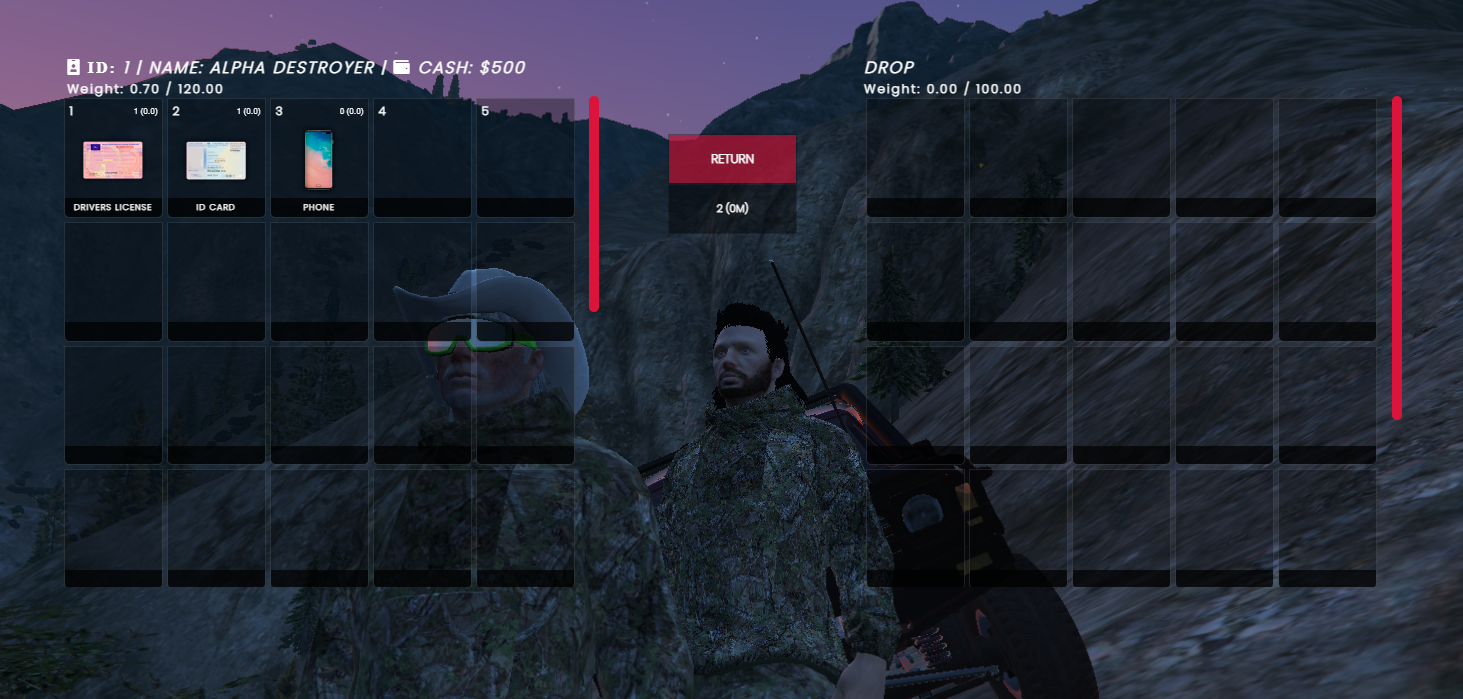 ID: 1 | NAME: ALPHA DESTROYER | CASH: $500
Weight: 0.70 / 120.00
1 1 (0.0) 2 1 (0.0) 3 0 (0.0) 4 5
DRIVERS LICENSE ID CARD PHONE
RETURN
2 (0M)
DROP
Weight: 0.00 / 100.00